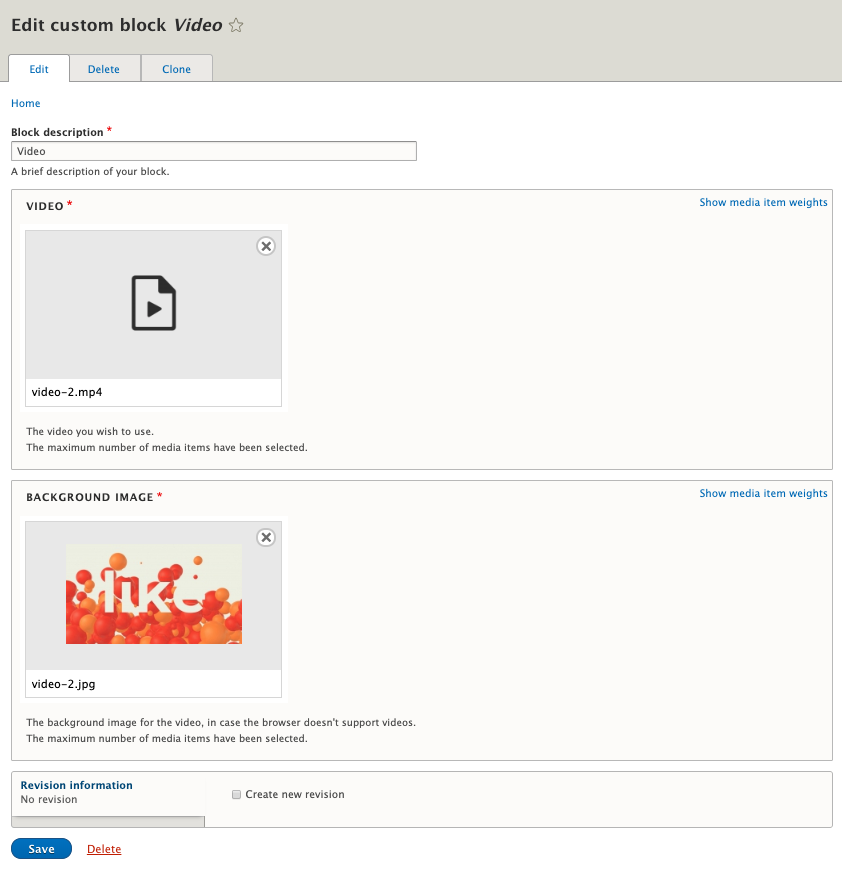 Edit custom block Video
Edit
Delete
Clone
Home
Block description *
Video
A brief description of your block.
VIDEO *
Show media item weights
video-2.mp4
The video you wish to use.
The maximum number of media items have been selected.
BACKGROUND IMAGE *
Show media item weights
like
video-2.jpg
The background image for the video, in case the browser doesn't support videos.
The maximum number of media items have been selected.
Revision information
No revision
Create new revision
Save
Delete